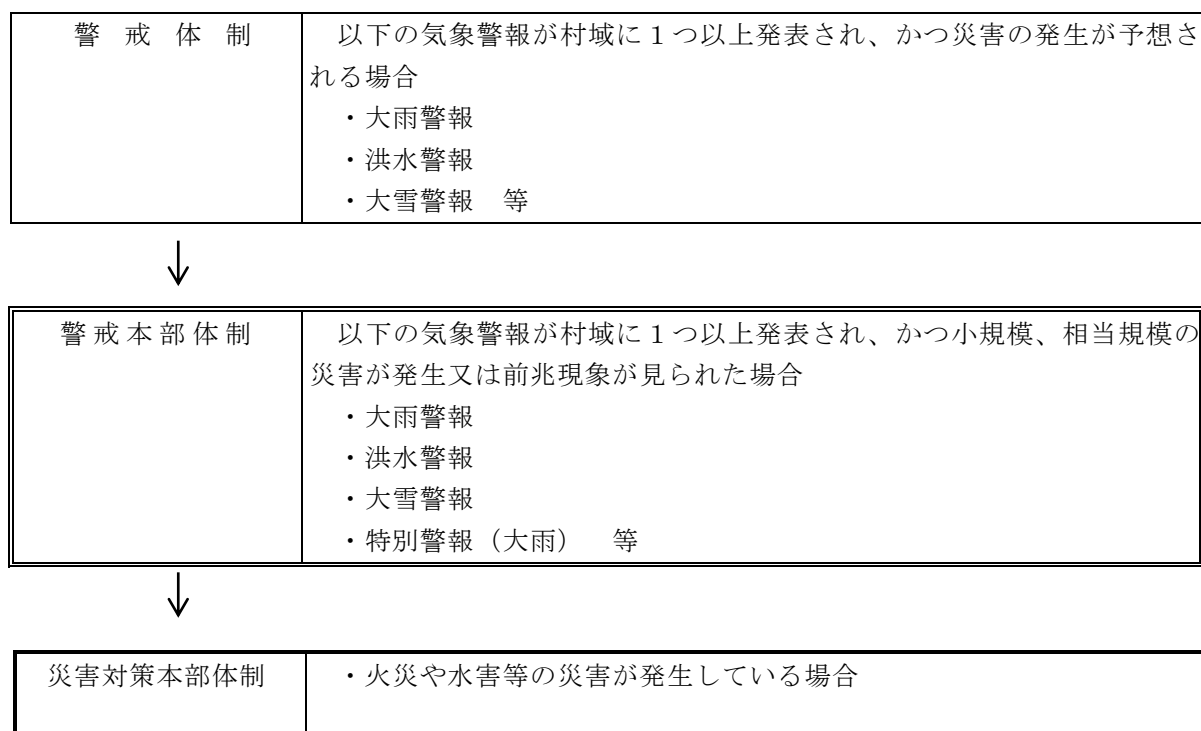 警戒体制
以下の気象警報が村域に１つ以上発表され、かつ災害の発生が予想さ
れる場合
・大雨警報
・洪水警報
・大雪警報　等
↓
警戒本部体制
以下の気象警報が村域に１つ以上発表され、かつ小規模、相当規模の
災害が発生又は前兆現象が見られた場合
・大雨警報
・洪水警報
・大雪警報
・特別警報（大雨）　等
↓
災害対策本部体制
・火災や水害等の災害が発生している場合